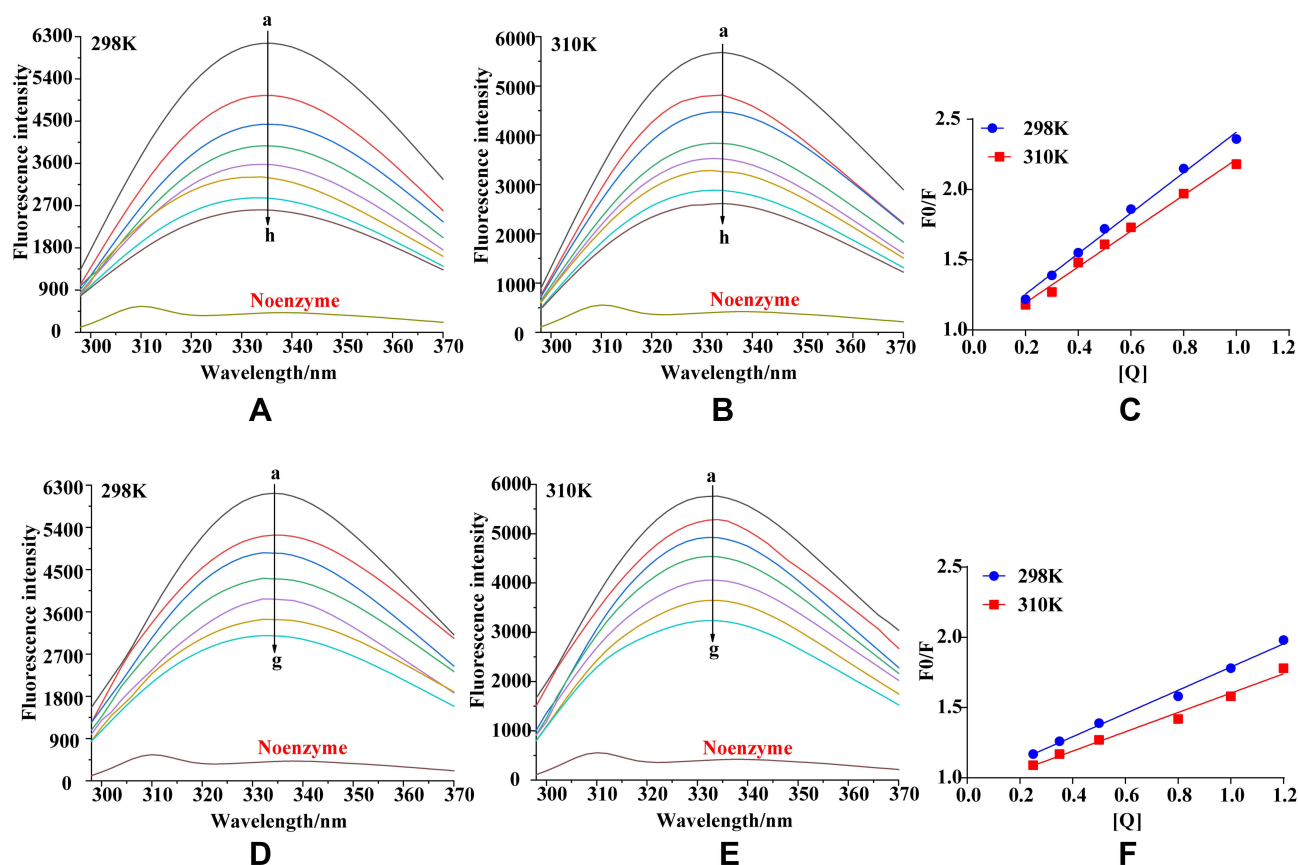 298K
a
h
Noenzyme
Fluorescence intensity
6300
5400
4500
3600
2700
1800
900
0
300 310 320 330 340 350 360 370
Wavelength/nm
A
310K
a
h
Noenzyme
Fluorescence intensity
6000
5000
4000
3000
2000
1000
0
300 310 320 330 340 350 360 370
Wavelength/nm
B
298K
310K
F0/F
2.5
2.0
1.5
1.0
0.0 0.2 0.4 0.6 0.8 1.0 1.2
[Q]
C
298K
a
g
Noenzyme
Fluorescence intensity
6300
5400
4500
3600
2700
1800
900
0
300 310 320 330 340 350 360 370
Wavelength/nm
D
310K
a
g
Noenzyme
Fluorescence intensity
6000
5000
4000
3000
2000
1000
0
300 310 320 330 340 350 360 370
Wavelength/nm
E
298K
310K
F0/F
2.5
2.0
1.5
1.0
0.0 0.2 0.4 0.6 0.8 1.0 1.2
[Q]
F